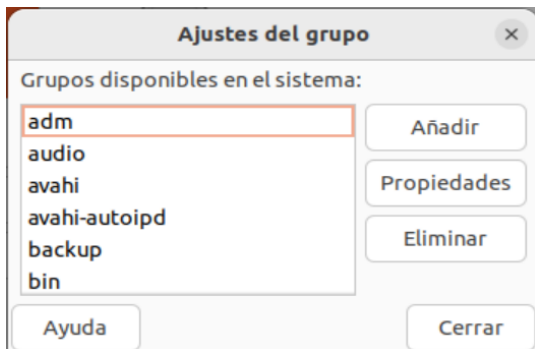 Ajustes del grupo
Grupos disponibles en el sistema:
adm
audio
avahi
avahi-autoipd
backup
bin
Añadir
Propiedades
Eliminar
Ayuda
Cerrar